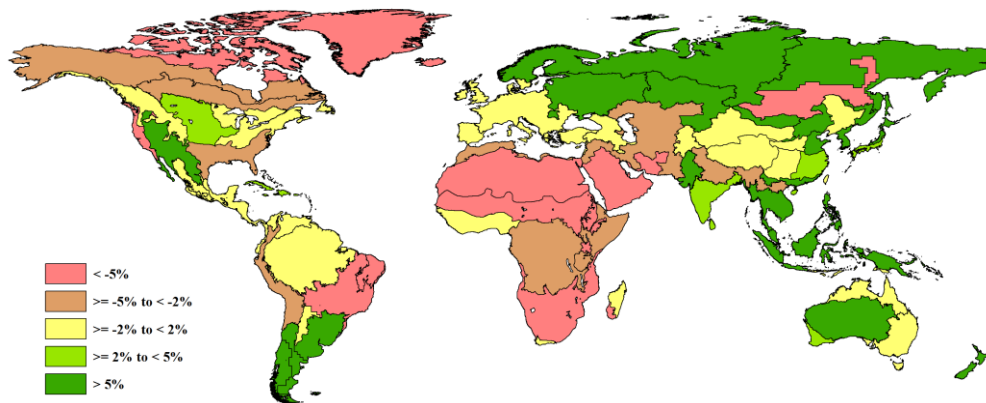 < -5%
>= -5% to < -2%
>= -2% to < 2%
>= 2% to < 5%
> 5%